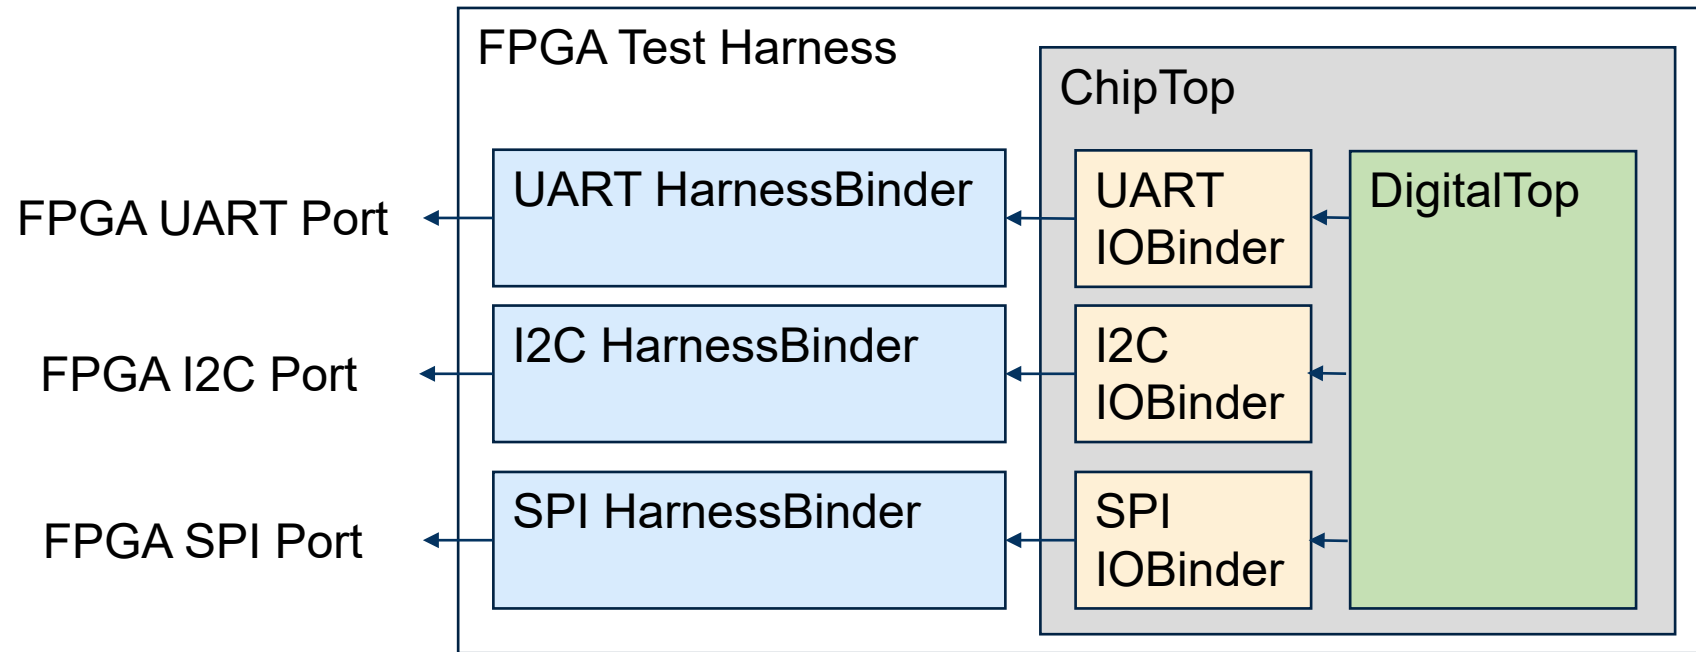 FPGA Test Harness
ChipTop
FPGA UART Port
UART HarnessBinder
UART
IOBinder
DigitalTop
FPGA I2C Port
I2C HarnessBinder
I2C
IOBinder
FPGA SPI Port
SPI HarnessBinder
SPI
IOBinder